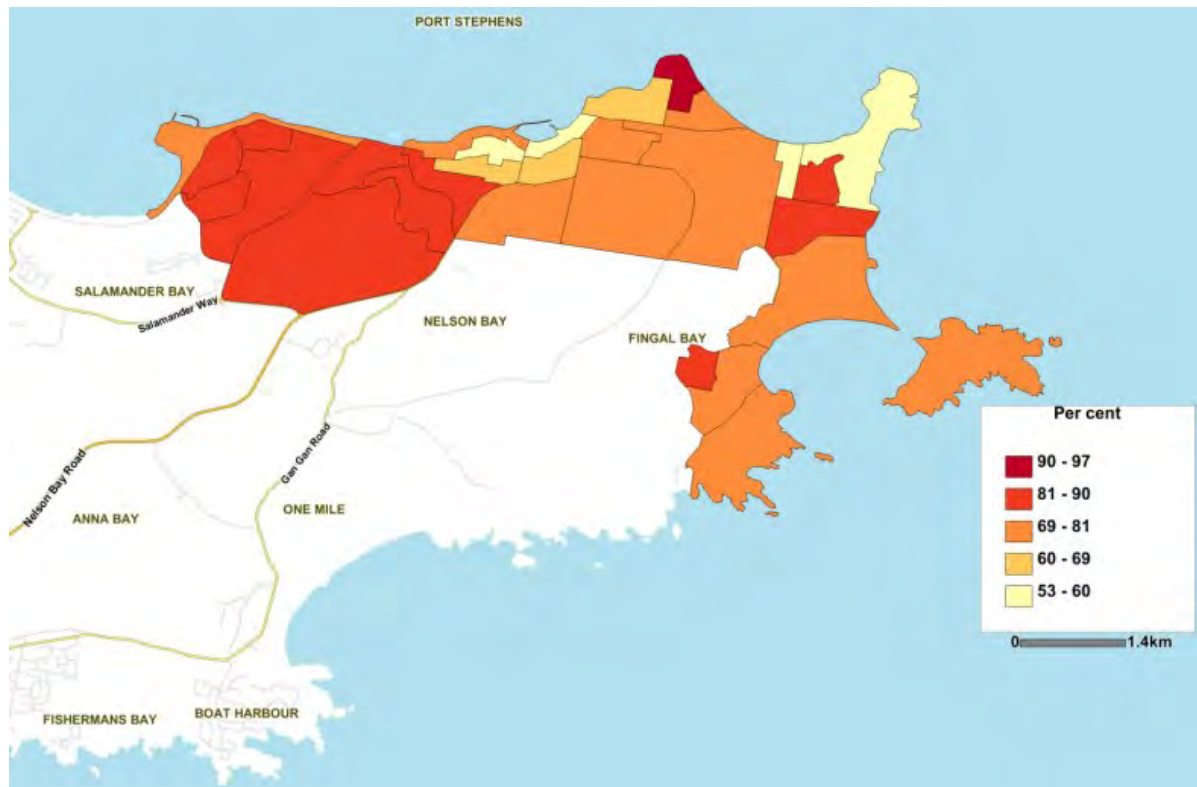 PORT STEPHENS
SALAMANDER BAY
Salamander Way
NELSON BAY
FINGAL BAY
Nelson Bay Road
Gan Gan Road
ANNA BAY
ONE MILE
FISHERMANS BAY
BOAT HARBOUR
Per cent
90 - 97
81 - 90
69 - 81
60 - 69
53 - 60
0 1.4km